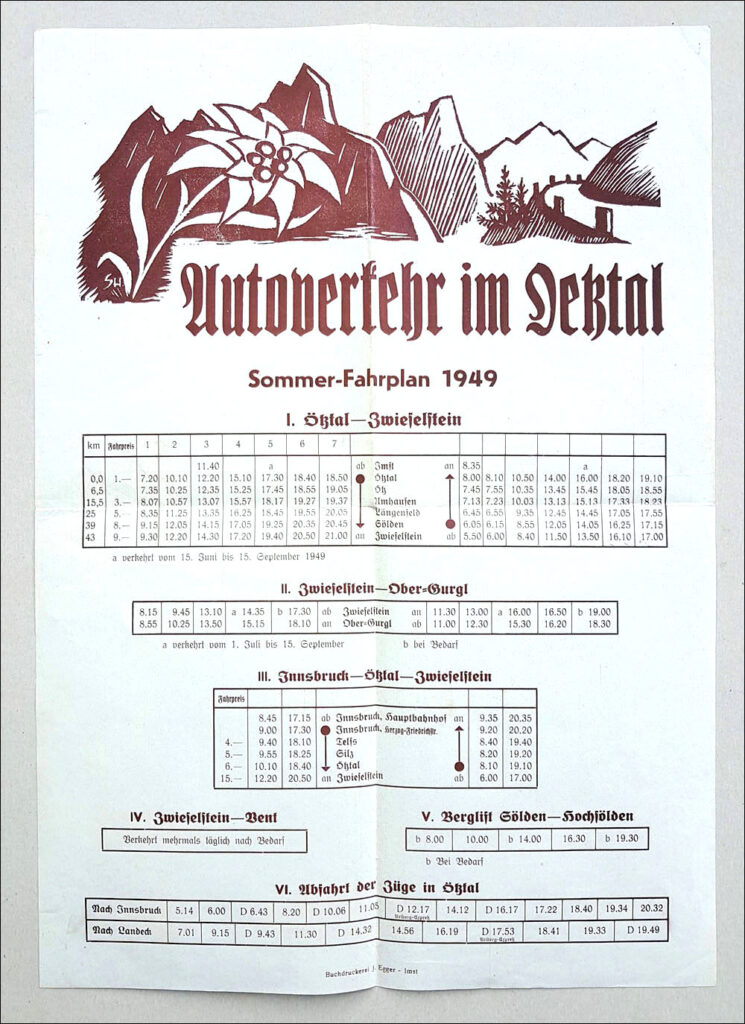 SW.
Autoverkehr im Oetztal
Sommer-Fahrplan 1949
I. Ötztal—Zwieselstein
km Fahrpreis 1 2 3 4 5 6 7
11.40 a ab Imst an 8.35 a
0,0 1.— 7.20 10.10 12.20 15.10 17.30 18.40 18.50 Ötztal 8.00 8.10 10.50 14.00 16.00 18.20 19.10
6,5 7.35 10.25 12.35 15.25 17.45 18.55 19.05 Ötz 7.45 7.55 10.35 13.45 15.45 18.05 18.55
15,5 3.— 8.07 10.57 13.07 15.57 18.17 19.27 19.37 Umhausen 7.13 7.23 10.03 13.13 15.13 17.33 18.23
25 5.— 8.35 11.25 13.35 16.25 18.45 19.55 20.05 Längenfeld 6.45 6.55 9.35 12.45 14.45 17.05 17.55
39 8.— 9.15 12.05 14.15 17.05 19.25 20.35 20.45 Sölden 6.05 6.15 8.55 12.05 14.05 16.25 17.15
43 9.— 9.30 12.20 14.30 17.20 19.40 20.50 21.00 an Zwieselstein ab 5.50 6.00 8.40 11.50 13.50 16.10 17.00
a verkehrt vom 15. Juni bis 15. September 1949
II. Zwieselstein—Ober-Gurgl
8.15 9.45 13.10 a 14.35 b 17.30 ab Zwieselstein an 11.30 13.00 a 16.00 16.50 b 19.00
8.55 10.25 13.50 15.15 18.10 an Ober-Gurgl ab 11.00 12.30 15.30 16.20 18.30
a verkehrt vom 1. Juli bis 15. September b bei Bedarf
III. Innsbruck—Ötztal—Zwieselstein
Fahrpreis
8.45 17.15 ab Innsbruck, Hauptbahnhof an 9.35 20.35
9.00 17.30 Innsbruck, Herzog-Friedrichstr. 9.20 20.20
4.— 9.40 18.10 Telfs 8.40 19.40
5.— 9.55 18.25 Silz 8.20 19.20
6.— 10.10 18.40 Ötztal 8.10 19.10
15.— 12.20 20.50 an Zwieselstein ab 6.00 17.00
IV. Zwieselstein—Vent
Verkehrt mehrmals täglich nach Bedarf
V. Berglift Sölden—Hochsölden
b 8.00 10.00 b 14.00 16.30 b 19.30
b Bei Bedarf
VI. Abfahrt der Züge in Ötztal
Nach Innsbruck 5.14 6.00 D 6.43 8.20 D 10.06 11.05 D 12.17 14.12 D 16.17 17.22 18.40 19.34 20.32
Arlberg-Expreß
Nach Landeck 7.01 9.15 D 9.43 11.30 D 14.32 14.56 16.19 D 17.53 18.41 19.33 D 19.49
Arlberg-Expreß
Buchdruckerei J. Egger - Imst